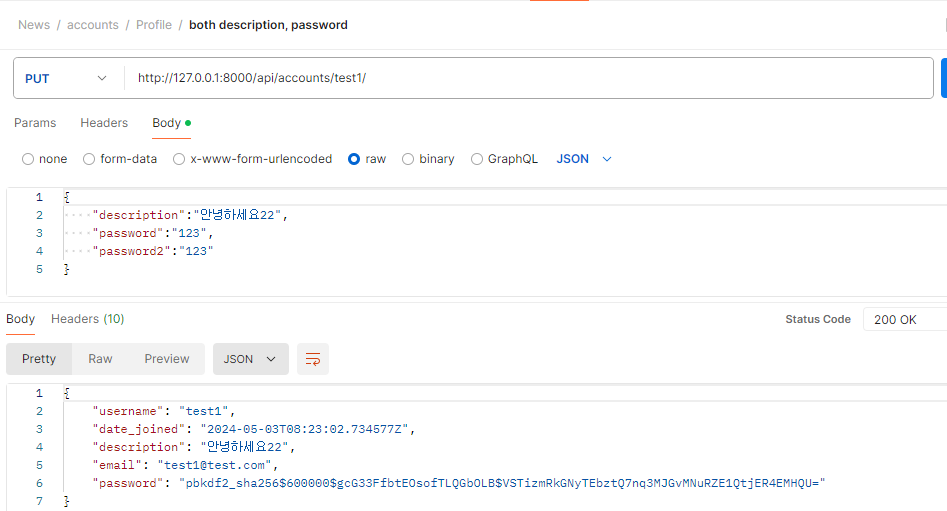 News / accounts / Profile / both description, password
PUT http://127.0.0.1:8000/api/accounts/test1/
Params Headers Body
none form-data x-www-form-urlencoded raw binary GraphQL JSON
1 {
2 "description":"안녕하세요22",
3 "password":"123",
4 "password2":"123"
5 }
Body Headers (10) Status Code 200 OK
Pretty Raw Preview JSON
1 {
2 "username": "test1",
3 "date_joined": "2024-05-03T08:23:02.734577Z",
4 "description": "안녕하세요22",
5 "email": "test1@test.com",
6 "password": "pbkdf2_sha256$600000$gcG33FfbtEOsofTLQGbOLB$VSTizmRkGNyTEbztQ7nq3MJGvMNuRZE1QtjER4EMHQU="
7 }